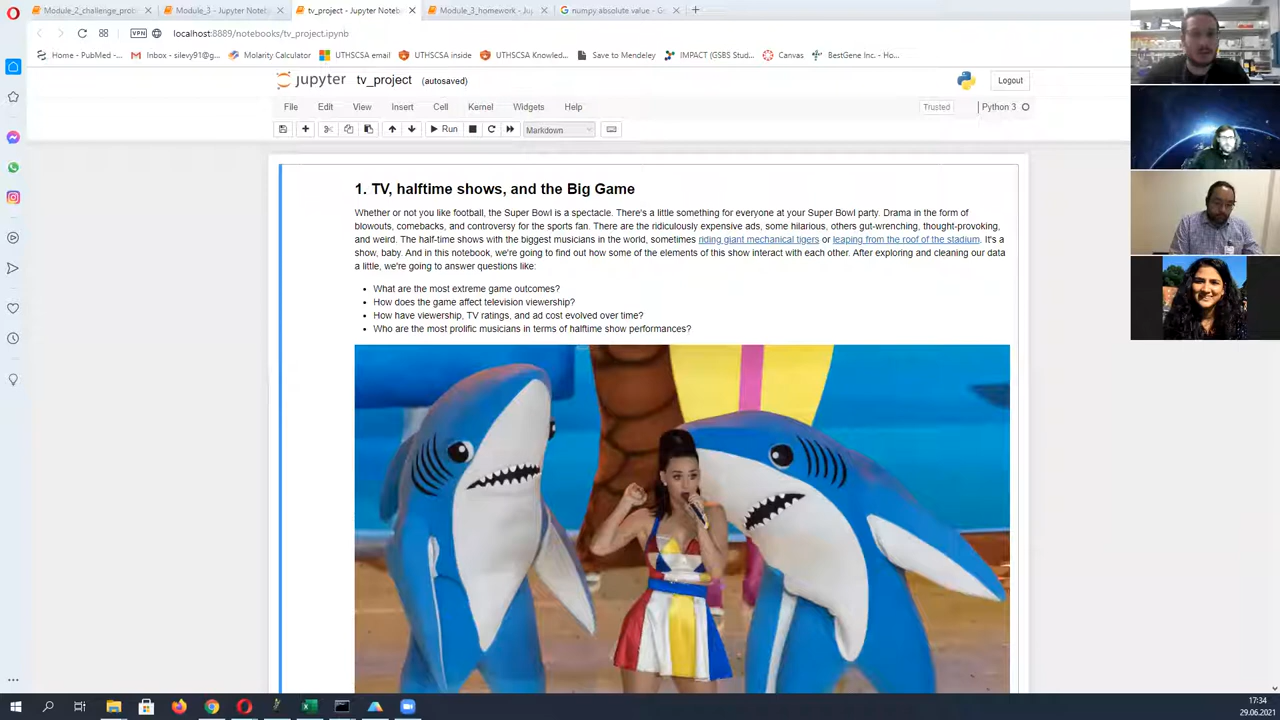 Module_2_challenge_prob
Module_3 - Jupyter Noteb
tv_project - Jupyter Noteb
Module_3_homework - Ju
numpy absolute value - Go
VPN
localhost:8889/notebooks/tv_project.ipynb
Home - PubMed - ...
Inbox - silevy91@gm...
Molarity Calculator
UTHSCSA email
UTHSCSA Inside
UTHSCSA Knowled...
Save to Mendeley
IMPACT (GSBS Stud...
Canvas
BestGene Inc. - Ho...
jupyter tv_project (autosaved)
Logout
File Edit View Insert Cell Kernel Widgets Help
Trusted
Python 3
Run
Markdown
1. TV, halftime shows, and the Big Game
Whether or not you like football, the Super Bowl is a spectacle. There's a little something for everyone at your Super Bowl party. Drama in the form of
blowouts, comebacks, and controversy for the sports fan. There are the ridiculously expensive ads, some hilarious, others gut-wrenching, thought-provoking,
and weird. The half-time shows with the biggest musicians in the world, sometimes riding giant mechanical tigers or leaping from the roof of the stadium. It's a
show, baby. And in this notebook, we're going to find out how some of the elements of this show interact with each other. After exploring and cleaning our data
a little, we're going to answer questions like:
• What are the most extreme game outcomes?
• How does the game affect television viewership?
• How have viewership, TV ratings, and ad cost evolved over time?
• Who are the most prolific musicians in terms of halftime show performances?
17:34
29.06.2021